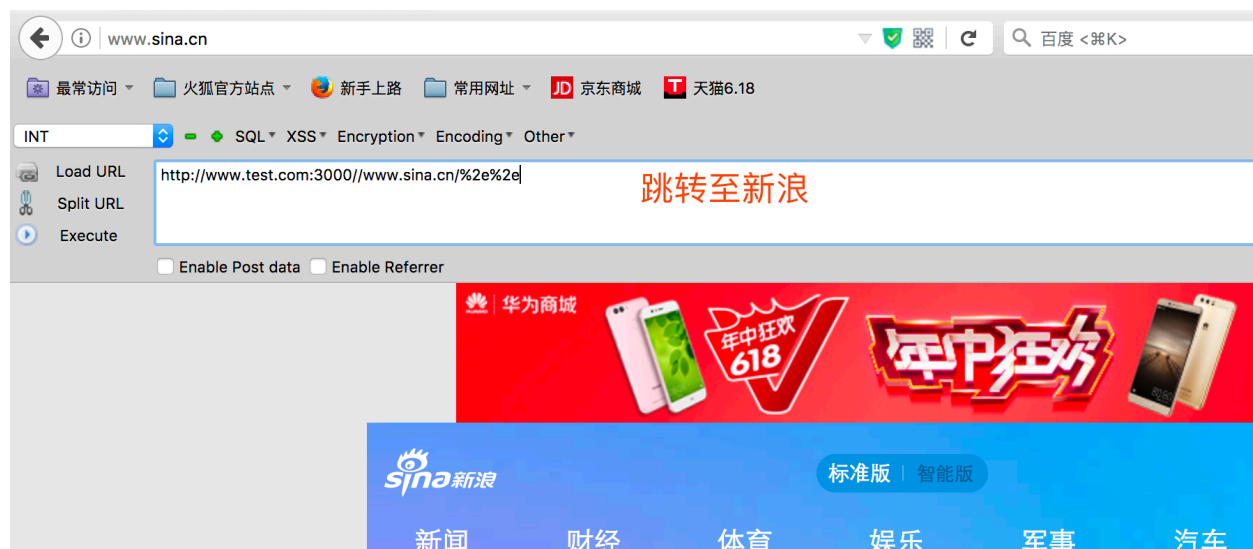 www.sina.cn
百度 <⌘K>
最常访问 火狐官方站点 新手上路 常用网址 JD 京东商城 T 天猫6.18
INT SQL XSS Encryption Encoding Other
Load URL
http://www.test.com:3000//www.sina.cn/%2e%2e
跳转至新浪
Split URL
Execute
Enable Post data Enable Referrer
HUAWEI 华为商城
年中狂欢
618
年中狂欢
sina新浪
标准版 智能版
新闻 财经 体育 娱乐 军事 汽车